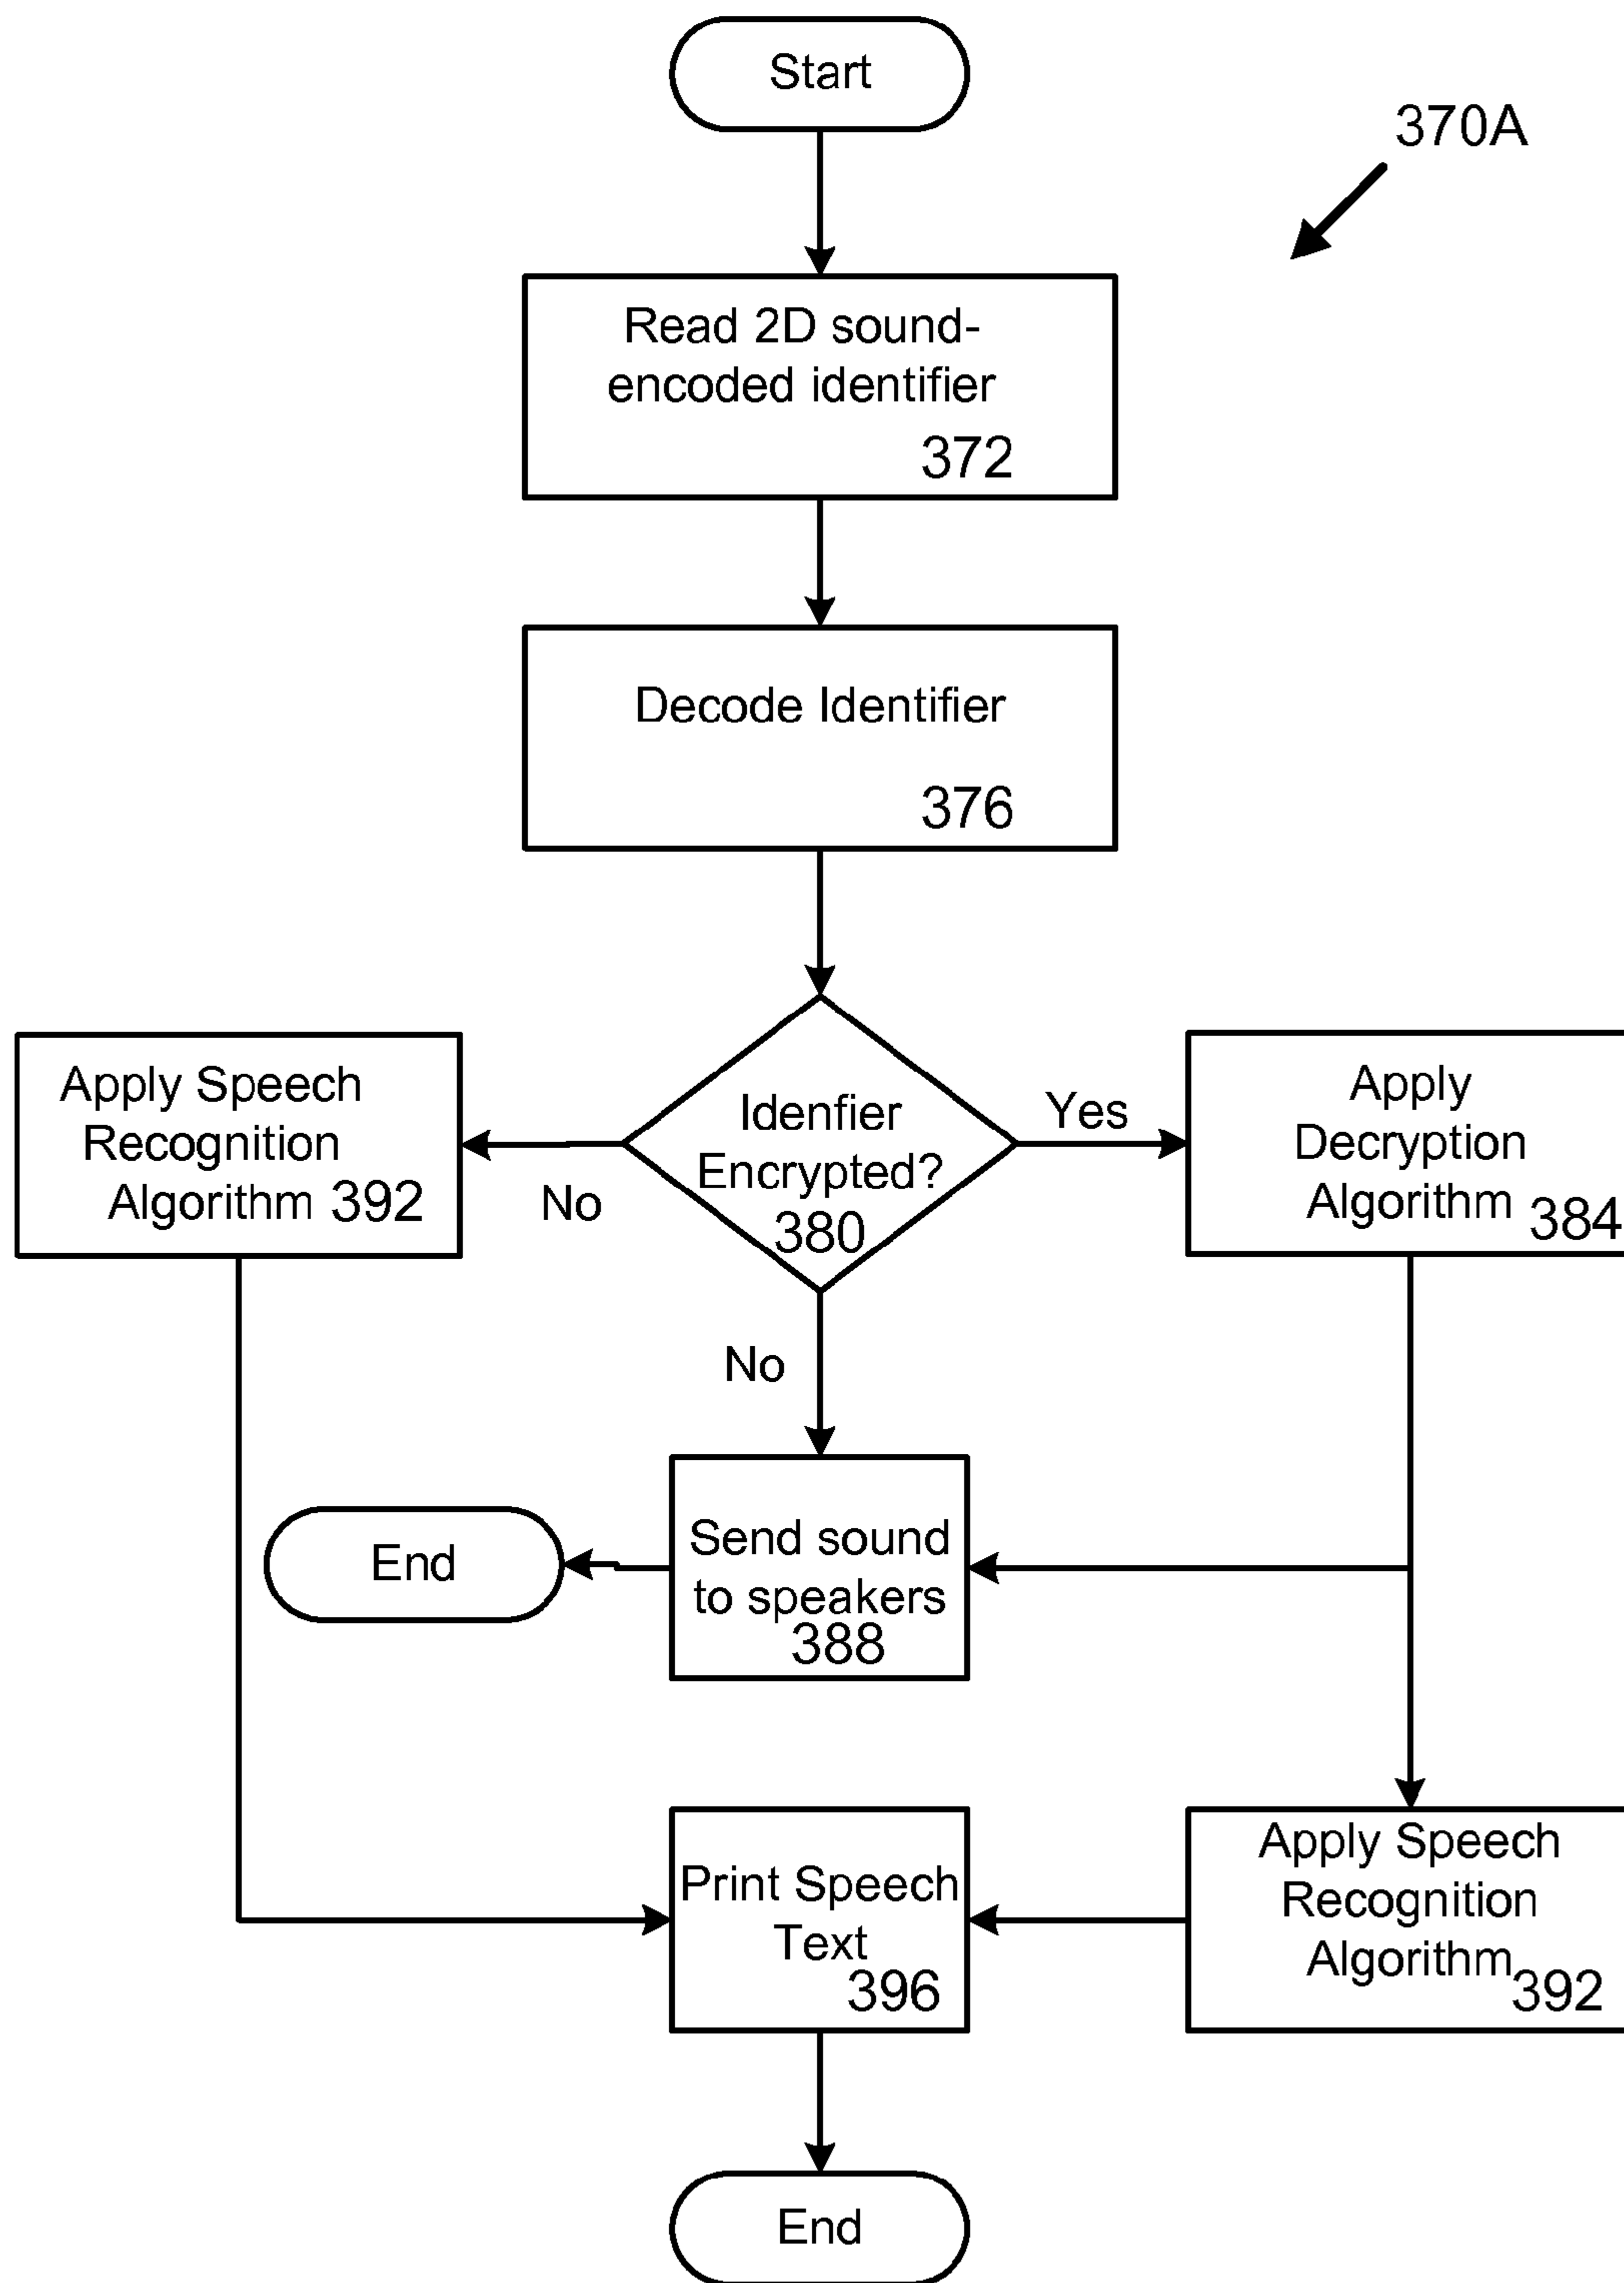 Start
370A
Read 2D sound-
encoded identifier
372
Decode Identifier
376
Apply Speech
Recognition
Algorithm 392
No
Idenfier
Encrypted?
380
Yes
Apply
Decryption
Algorithm 384
No
End
Send sound
to speakers
388
Print Speech
Text
396
Apply Speech
Recognition
Algorithm 392
End